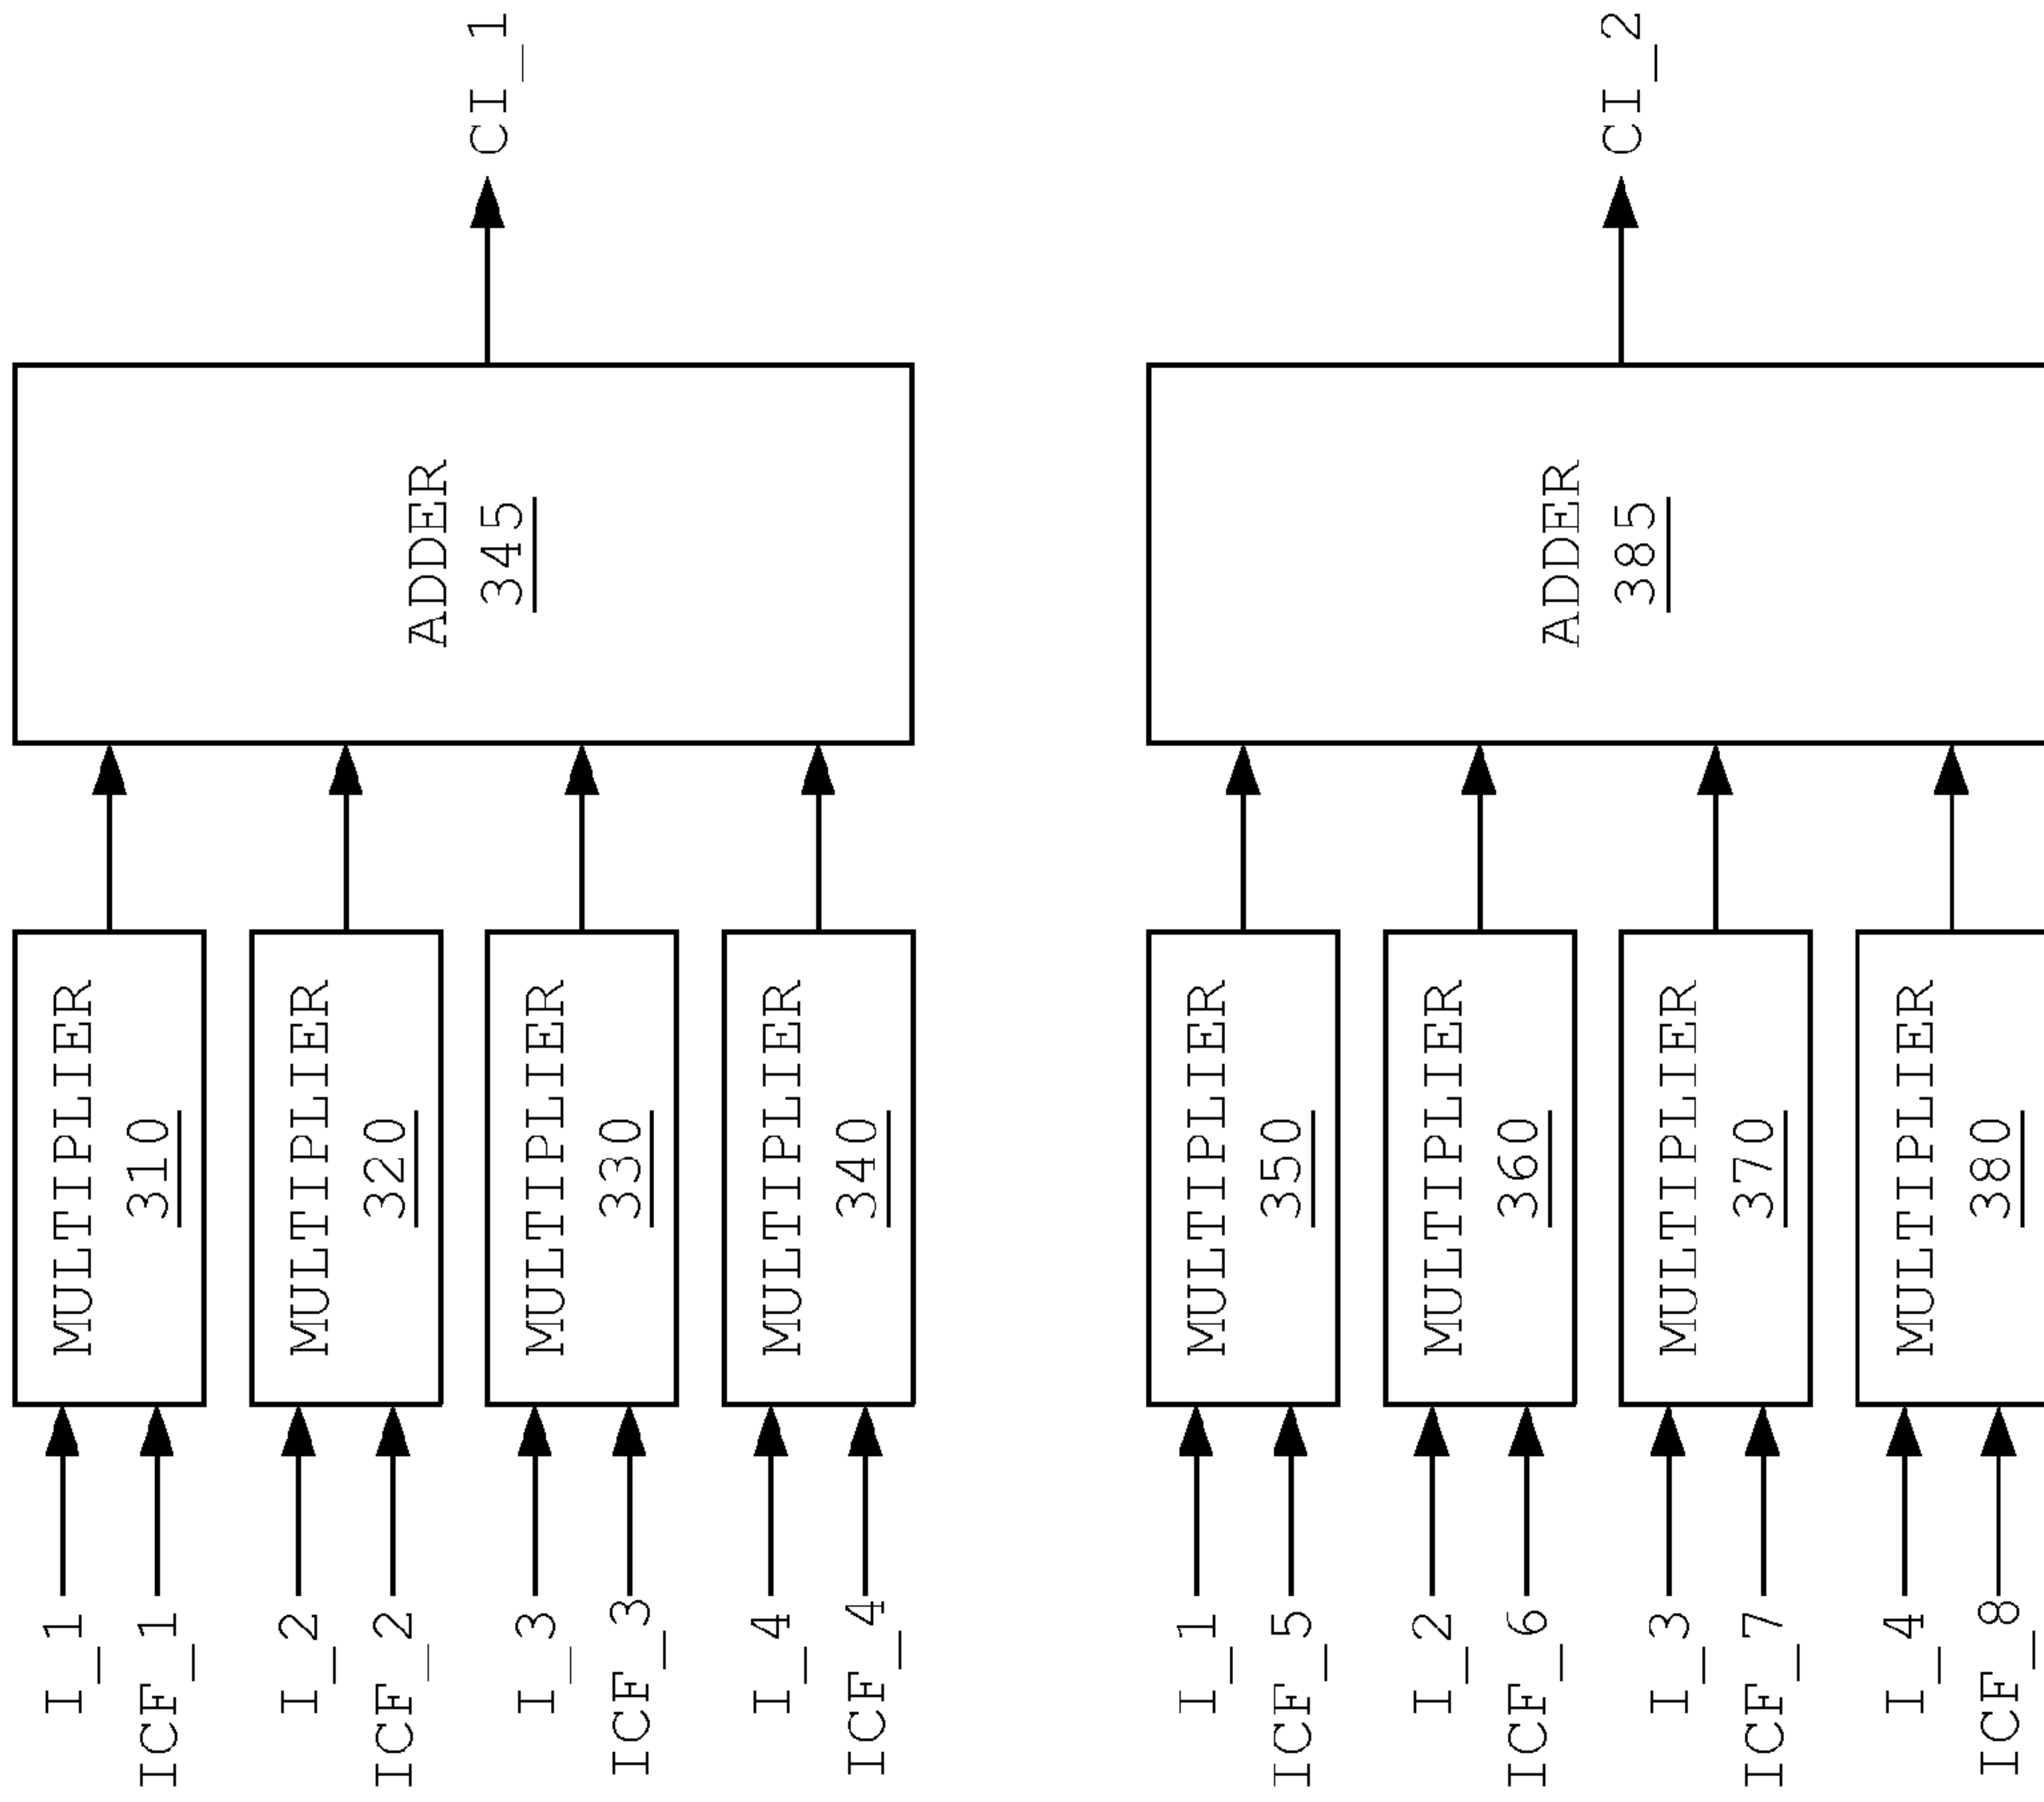 I_1
ICF_1
MULTIPLIER
310
I_2
ICF_2
MULTIPLIER
320
I_3
ICF_3
MULTIPLIER
330
I_4
ICF_4
MULTIPLIER
340
ADDER
345
CI_1
I_1
ICF_5
MULTIPLIER
350
I_2
ICF_6
MULTIPLIER
360
I_3
ICF_7
MULTIPLIER
370
I_4
ICF_8
MULTIPLIER
380
ADDER
385
CI_2